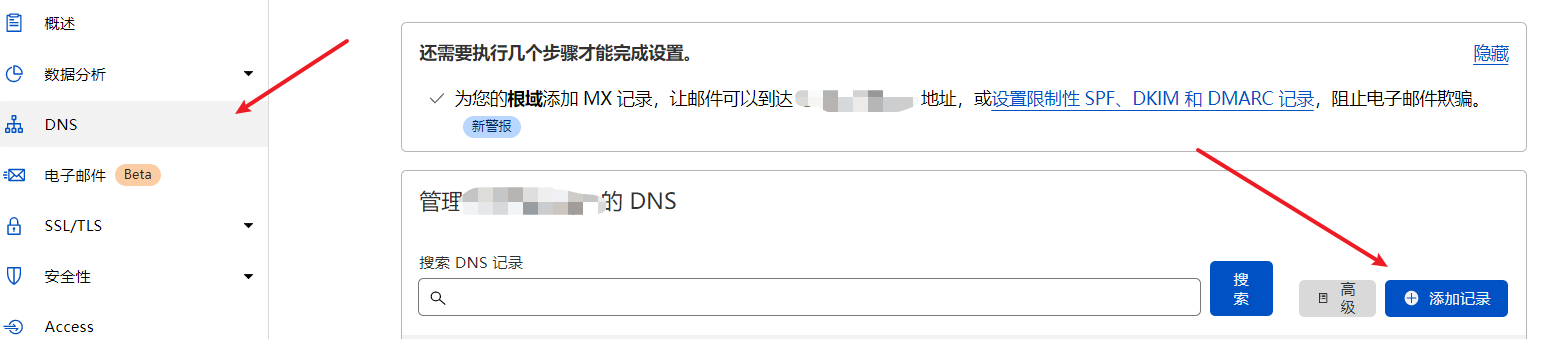 概述
数据分析
DNS
电子邮件 Beta
SSL/TLS
安全性
Access
还需要执行几个步骤才能完成设置。
隐藏
为您的根域添加 MX 记录，让邮件可以到达 地址，或设置限制性 SPF、DKIM 和 DMARC 记录，阻止电子邮件欺骗。
新警报
管理 的 DNS
搜索 DNS 记录
搜
索
高
级
添加记录